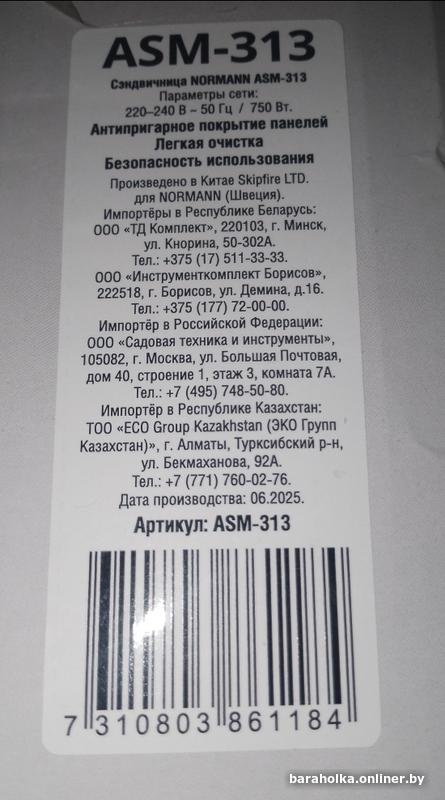 ASM-313
Сэндвичница NORMANN ASM-313
Параметры сети:
220–240 В ~ 50 Гц / 750 Вт.
Антипригарное покрытие панелей
Легкая очистка
Безопасность использования
Произведено в Китае Skipfire LTD.
для NORMANN (Швеция).
Импортёры в Республике Беларусь:
ООО «ТД Комплект», 220103, г. Минск,
ул. Кнорина, 50-302А.
Тел.: +375 (17) 511-33-33.
ООО «Инструменткомплект Борисов»,
222518, г. Борисов, ул. Демина, д.16.
Тел.: +375 (177) 72-00-00.
Импортёр в Российской Федерации:
ООО «Садовая техника и инструменты»,
105082, г. Москва, ул. Большая Почтовая,
дом 40, строение 1, этаж 3, комната 7А.
Тел.: +7 (495) 748-50-80.
Импортёр в Республике Казахстан:
ТОО «ECO Group Kazakhstan (ЭКО Групп
Казахстан)», г. Алматы, Турксибский р-н,
ул. Бекмаханова, 92А.
Тел.: +7 (771) 760-02-76.
Дата производства: 06.2025.
Артикул: ASM-313
7 310803 861184
baraholka.onliner.by